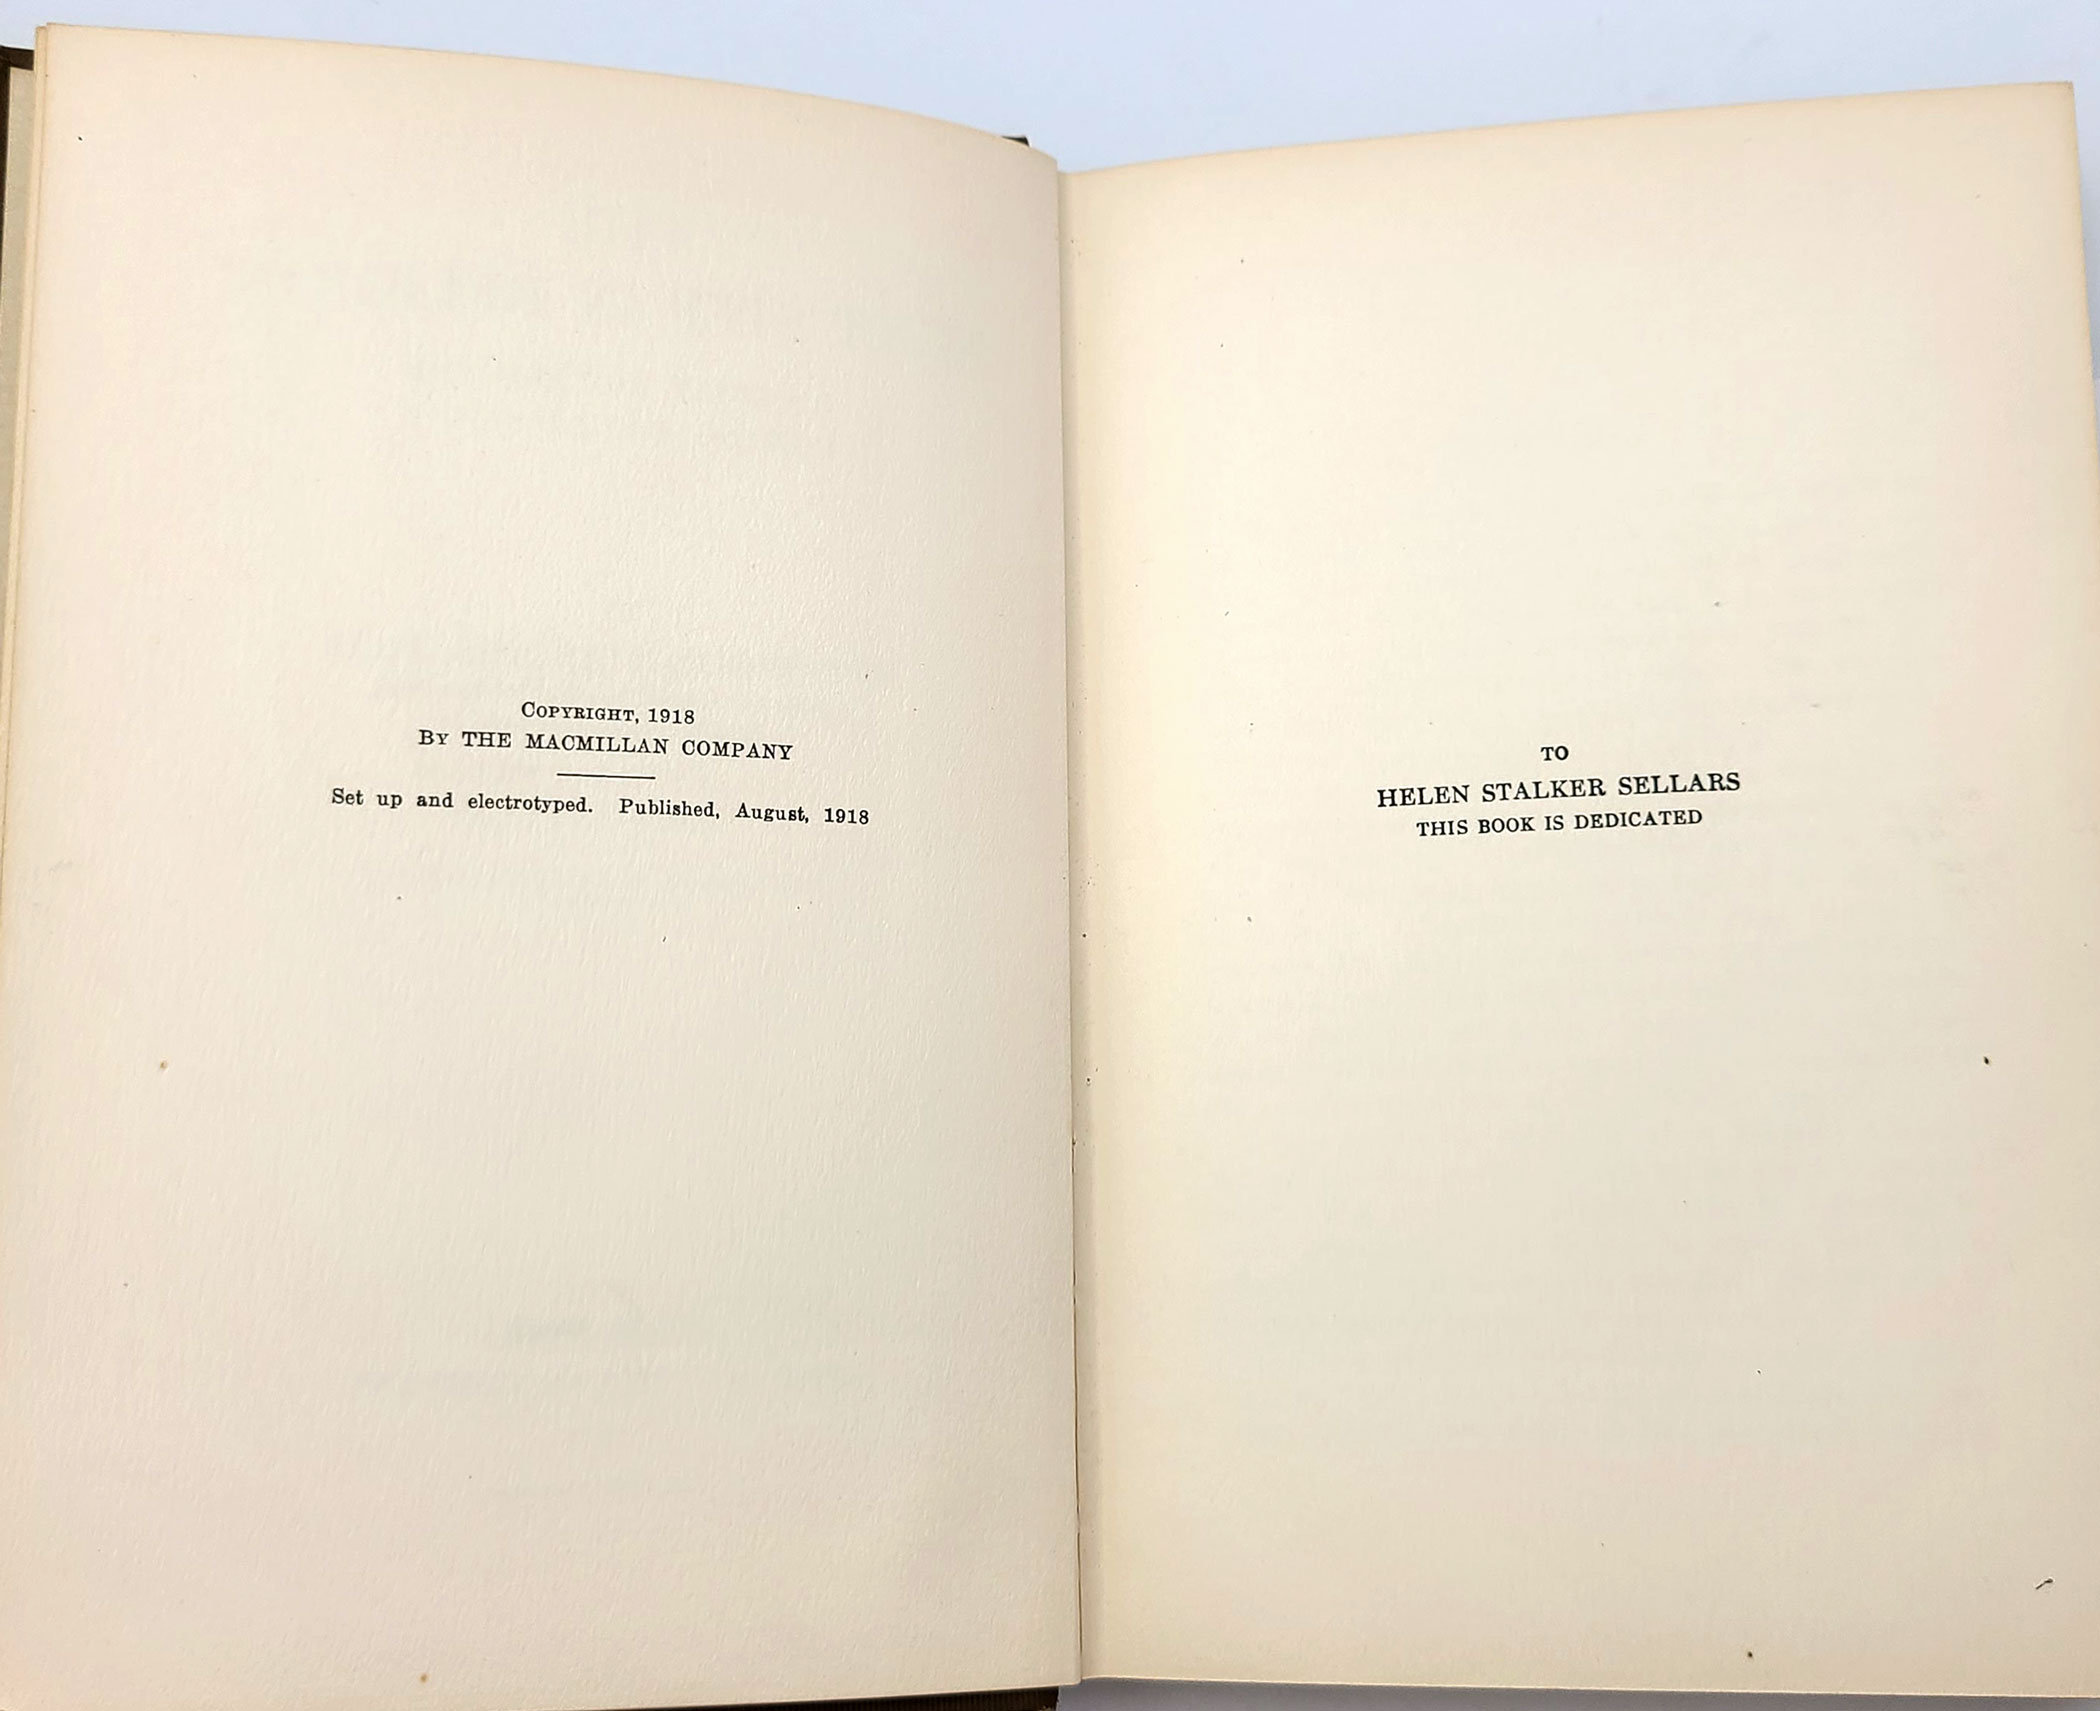 COPYRIGHT, 1918
BY THE MACMILLAN COMPANY
Set up and electrotyped. Published, August, 1918
TO
HELEN STALKER SELLARS
THIS BOOK IS DEDICATED